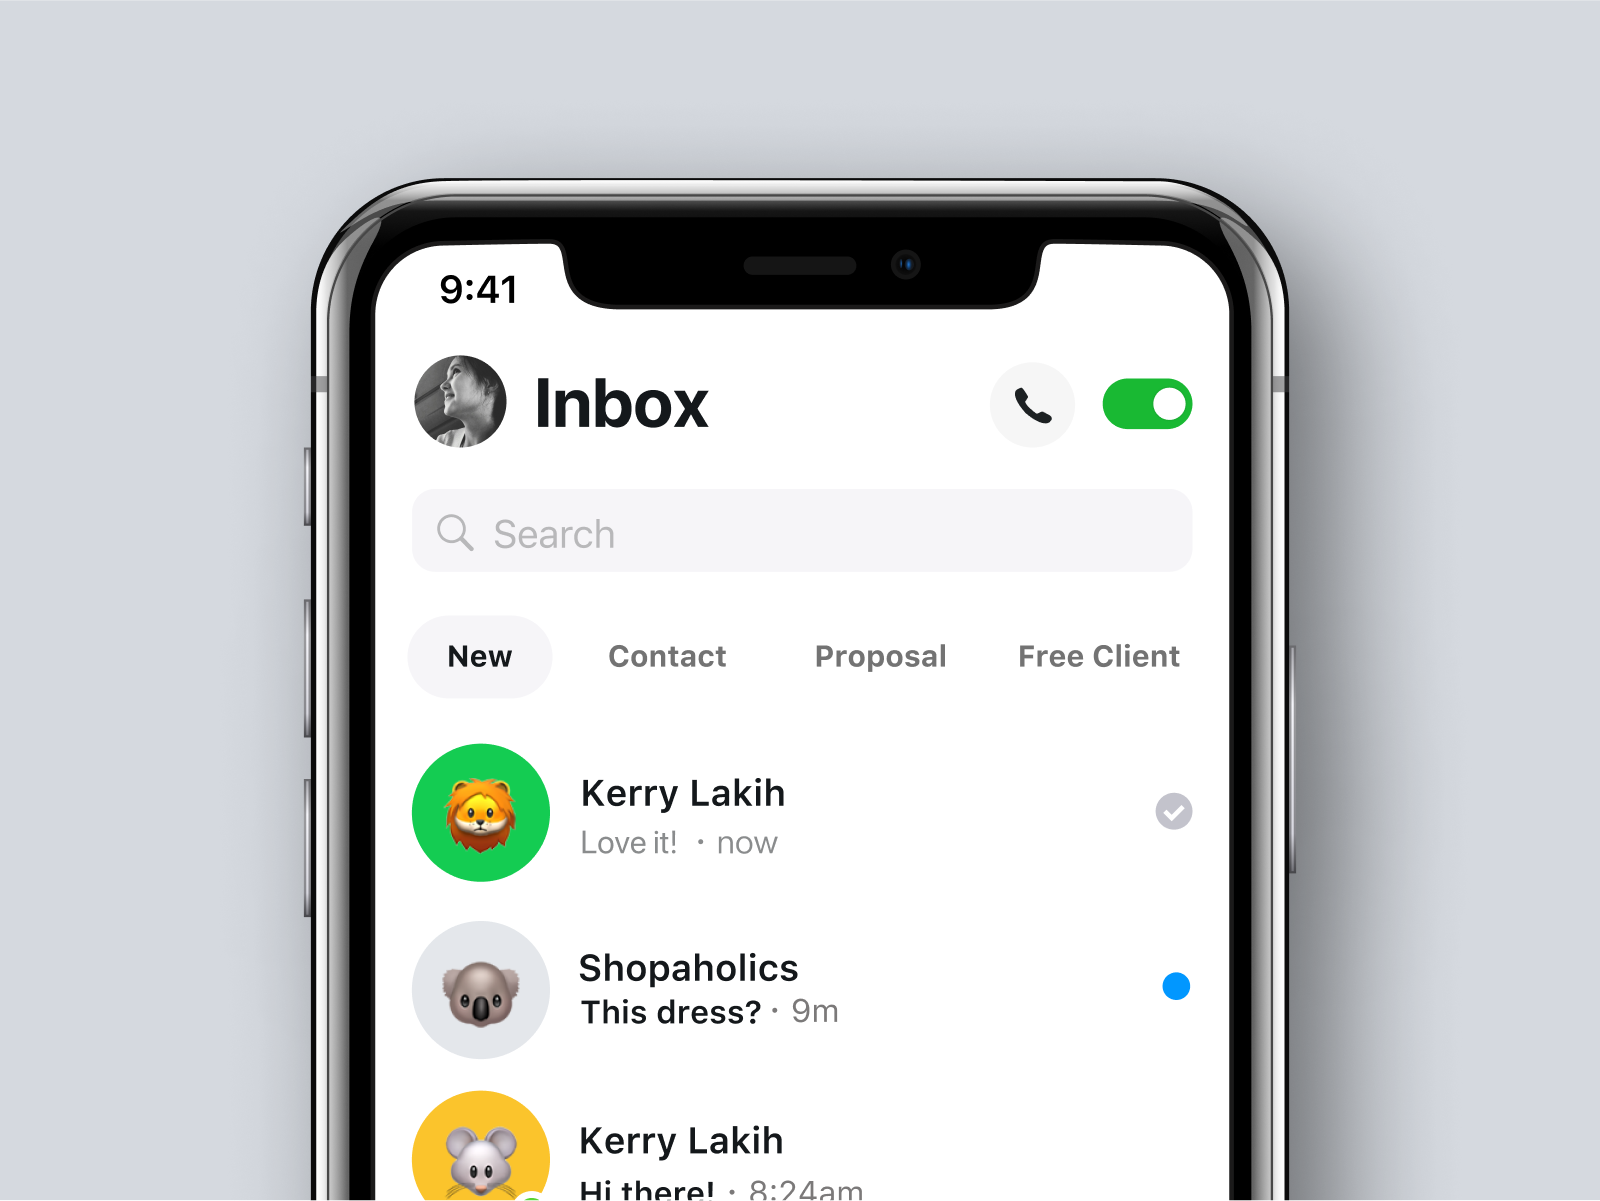 9:41
Inbox
Search
New Contact Proposal Free Client
Kerry Lakih
Love it! · now
Shopaholics
This dress? · 9m
Kerry Lakih
Hi there! · 8:24am